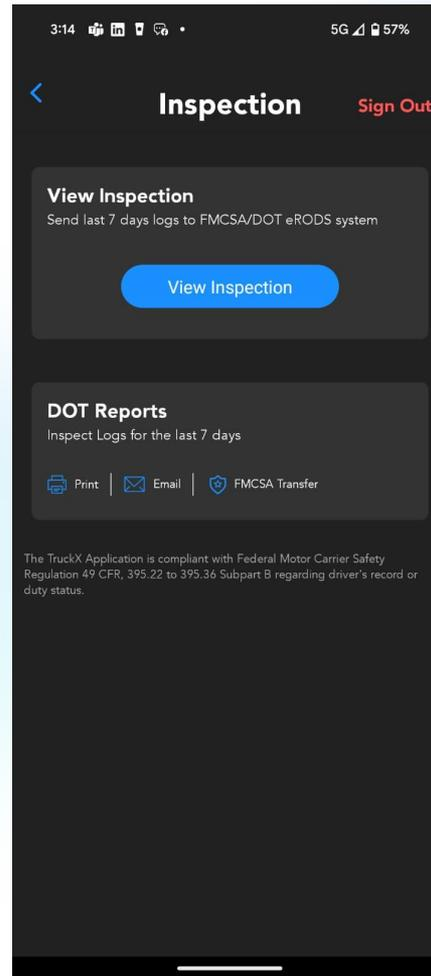 3:14 5G 57%
Inspection Sign Out
View Inspection
Send last 7 days logs to FMCSA/DOT eRODS system
View Inspection
DOT Reports
Inspect Logs for the last 7 days
Print Email FMCSA Transfer
The TruckX Application is compliant with Federal Motor Carrier Safety
Regulation 49 CFR, 395.22 to 395.36 Subpart B regarding driver's record or
duty status.